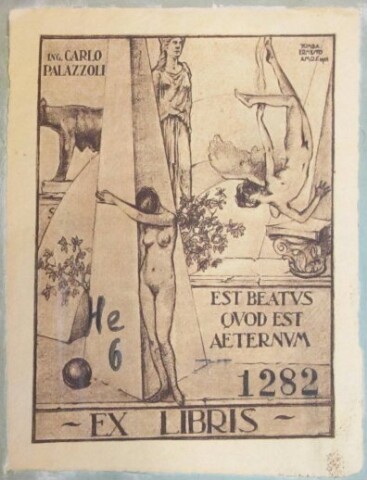 ING. CARLO
PALAZZOLI
EST BEATVS
QVOD EST
AETERNVM
He
6
1282
~ EX LIBRIS ~